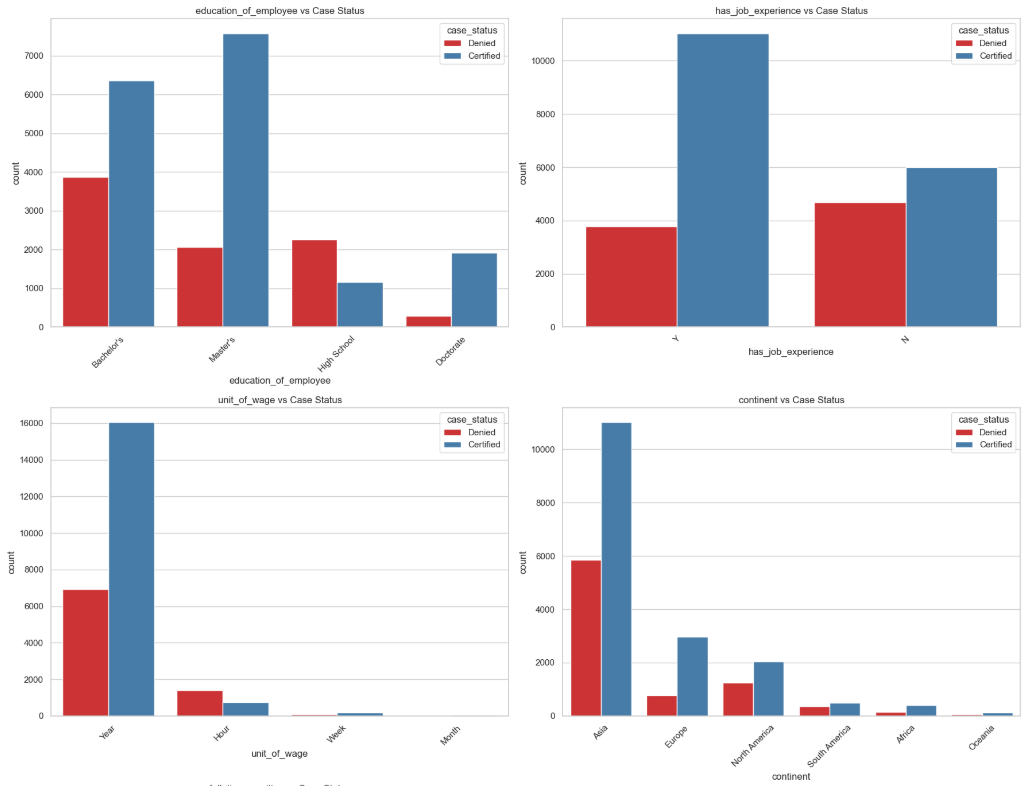 education_of_employee vs Case Status
case_status
Denied
Certified
7000
6000
5000
4000
3000
2000
1000
0
count
Bachelor's
Master's
High School
Doctorate
education_of_employee
has_job_experience vs Case Status
case_status
Denied
Certified
10000
8000
6000
4000
2000
0
count
Y
N
has_job_experience
unit_of_wage vs Case Status
case_status
Denied
Certified
16000
14000
12000
10000
8000
6000
4000
2000
0
count
Year
Hour
Week
Month
unit_of_wage
continent vs Case Status
case_status
Denied
Certified
10000
8000
6000
4000
2000
0
count
Asia
Europe
North America
South America
Africa
Oceania
continent